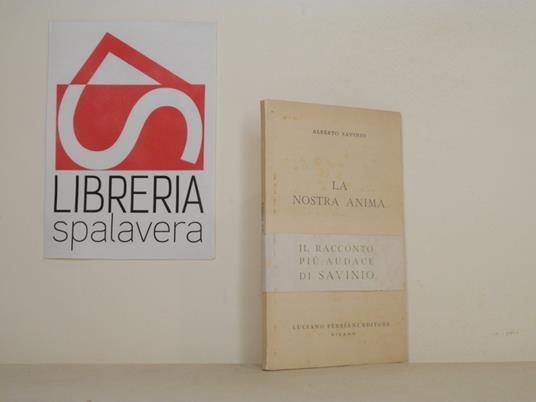 LIBRERIA
spalavera
ALBERTO SAVINIO
LA
NOSTRA ANIMA
IL RACCONTO
PIÙ AUDACE
DI SAVINIO
LUCIANO FERRIANI EDITORE
MILANO